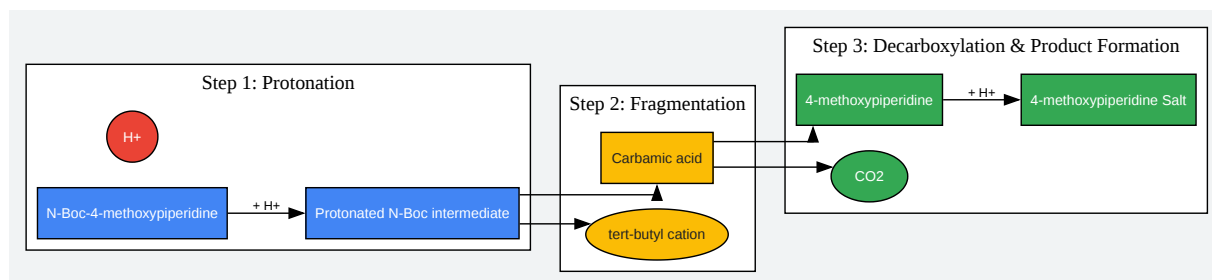 Step 1: Protonation
H+
N-Boc-4-methoxypiperidine
+ H+
Protonated N-Boc intermediate
Step 2: Fragmentation
Carbamic acid
tert-butyl cation
Step 3: Decarboxylation & Product Formation
4-methoxypiperidine
+ H+
4-methoxypiperidine Salt
CO2